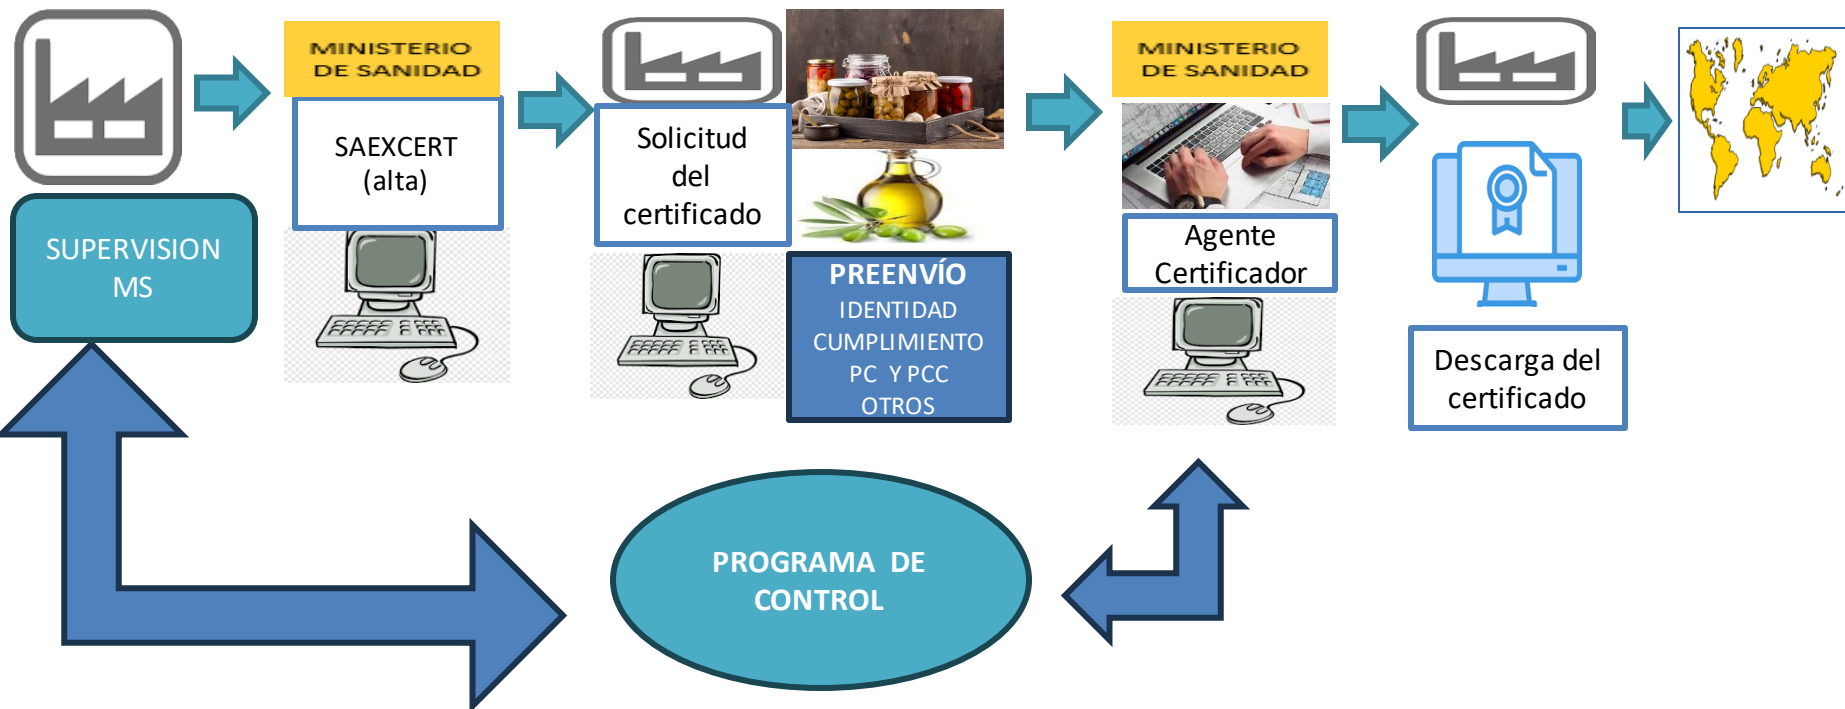 MINISTERIO
DE SANIDAD
SAEXCERT
(alta)
SUPERVISION
MS
Solicitud
del
certificado
PREENVÍO
IDENTIDAD
CUMPLIMIENTO
PC Y PCC
OTROS
MINISTERIO
DE SANIDAD
Agente
Certificador
Descarga del
certificado
PROGRAMA DE
CONTROL